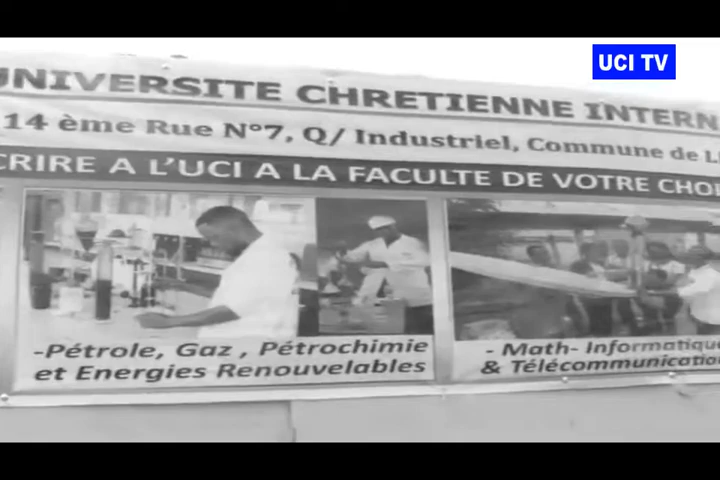 UCI TV
UNIVERSITE CHRETIENNE INTERN
14 ème Rue N°7, Q/ Industriel, Commune de L
CRIRE A L'UCI A LA FACULTE DE VOTRE CHOI
-Pétrole, Gaz , Pétrochimie
et Energies Renouvelables
- Math- Informatique
& Télécommunication